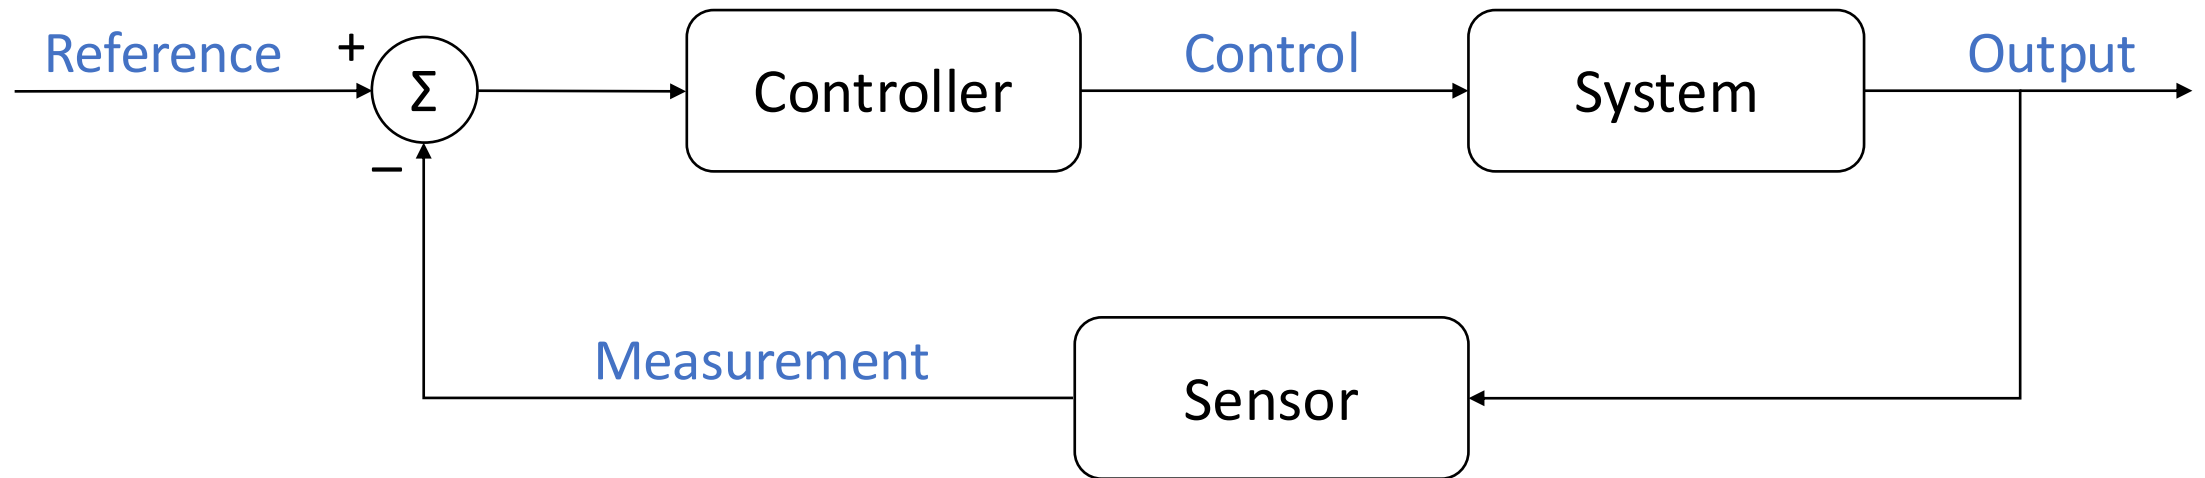 Reference
+
Σ
−
Controller
Control
System
Output
Measurement
Sensor